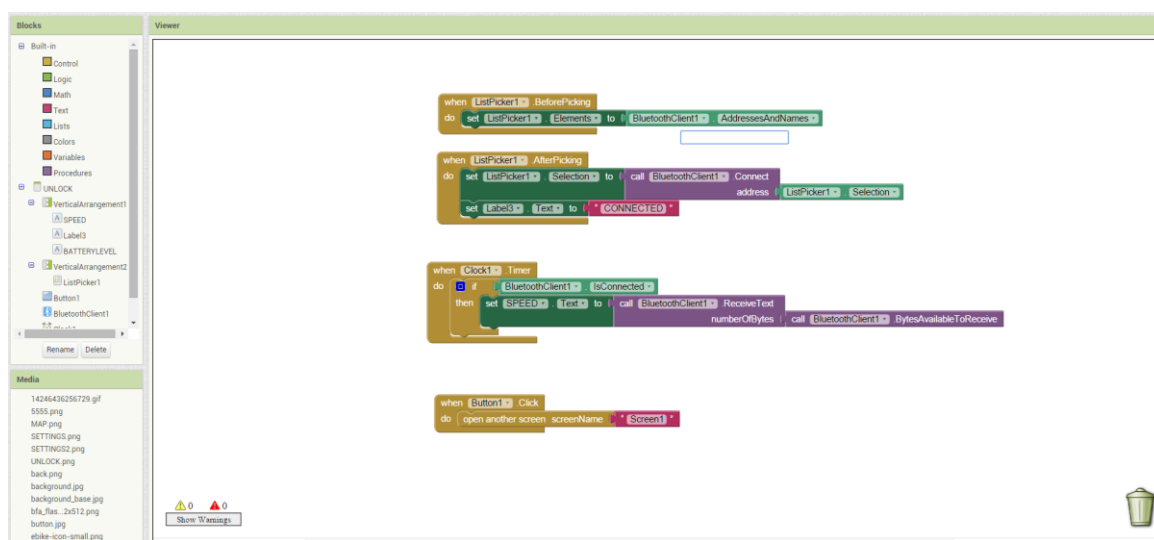 Blocks
Viewer
Built-in
Control
Logic
Math
Text
Lists
Colors
Variables
Procedures
UNLOCK
VerticalArrangement1
SPEED
Label3
BATTERYLEVEL
VerticalArrangement2
ListPicker1
Button1
BluetoothClient1
Rename Delete
Media
14246436256729.gif
5555.png
MAP.png
SETTINGS.png
SETTINGS2.png
UNLOCK.png
back.png
background.jpg
background_base.jpg
bfa_flas...2x512.png
button.jpg
ebike-icon-small.png
when ListPicker1 .BeforePicking
do set ListPicker1 . Elements to BluetoothClient1 . AddressesAndNames
when ListPicker1 .AfterPicking
do set ListPicker1 . Selection to call BluetoothClient1 .Connect
address ListPicker1 . Selection
set Label3 . Text to " CONNECTED "
when Clock1 .Timer
do if BluetoothClient1 . IsConnected
then set SPEED . Text to call BluetoothClient1 .ReceiveText
numberOfBytes call BluetoothClient1 .BytesAvailableToReceive
when Button1 .Click
do open another screen screenName " Screen1 "
0 0
Show Warnings